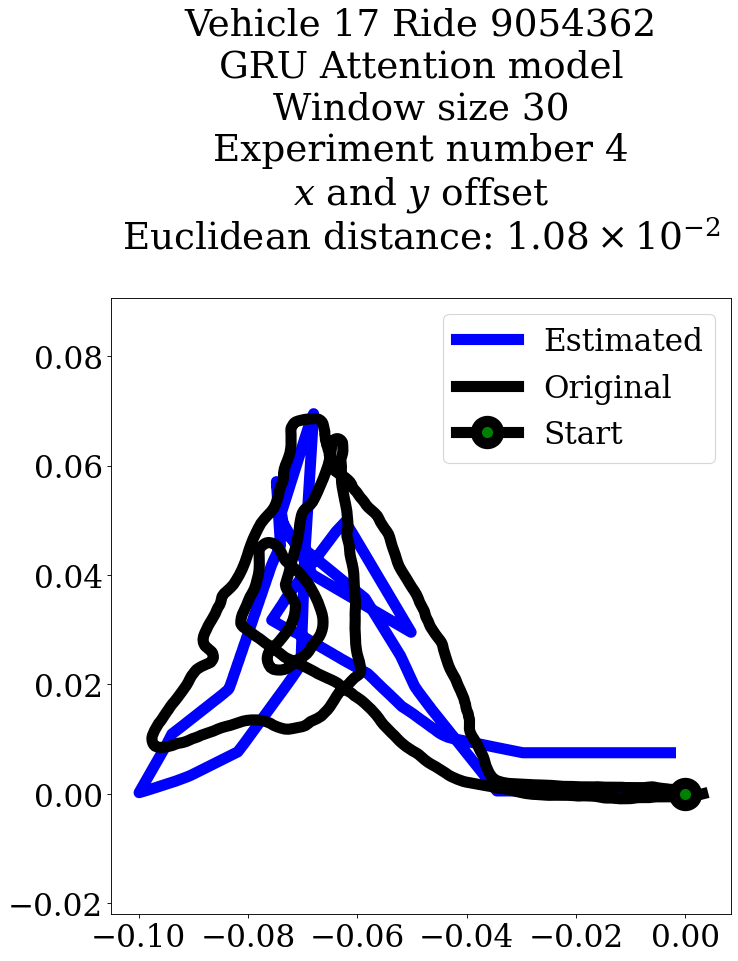 Vehicle 17 Ride 9054362
GRU Attention model
Window size 30
Experiment number 4
x and y offset
Euclidean distance: 1.08 × 10⁻²
Estimated
Original
Start
0.08
0.06
0.04
0.02
0.00
−0.02
−0.10 −0.08 −0.06 −0.04 −0.02 0.00